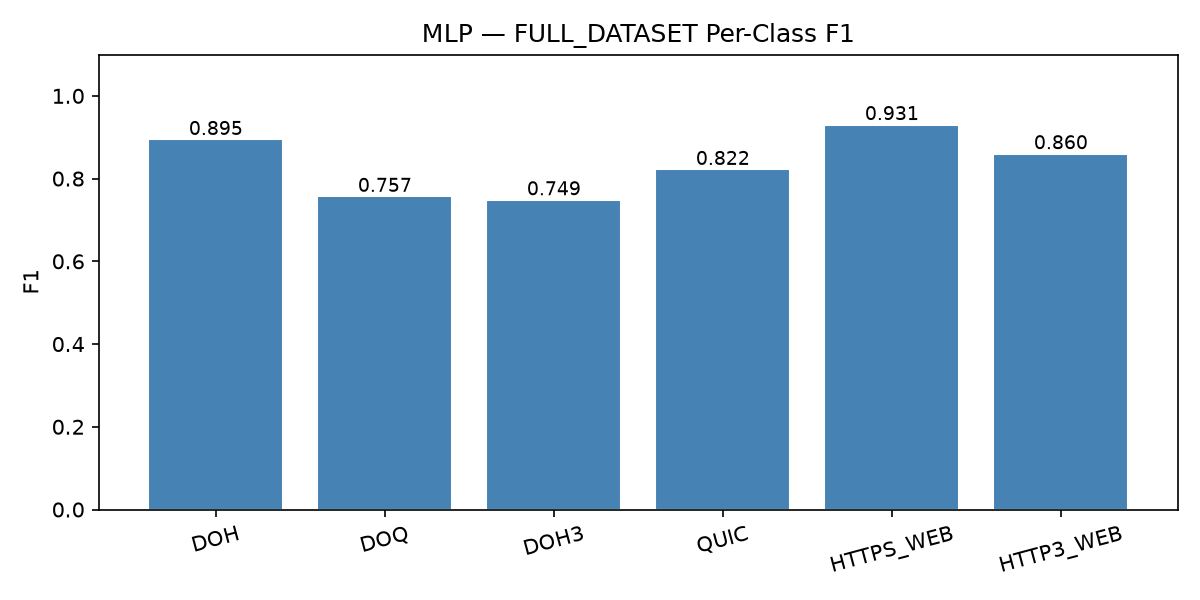 MLP — FULL_DATASET Per-Class F1
F1
1.0
0.8
0.6
0.4
0.2
0.0
0.895
0.757
0.749
0.822
0.931
0.860
DOH
DOQ
DOH3
QUIC
HTTPS_WEB
HTTP3_WEB